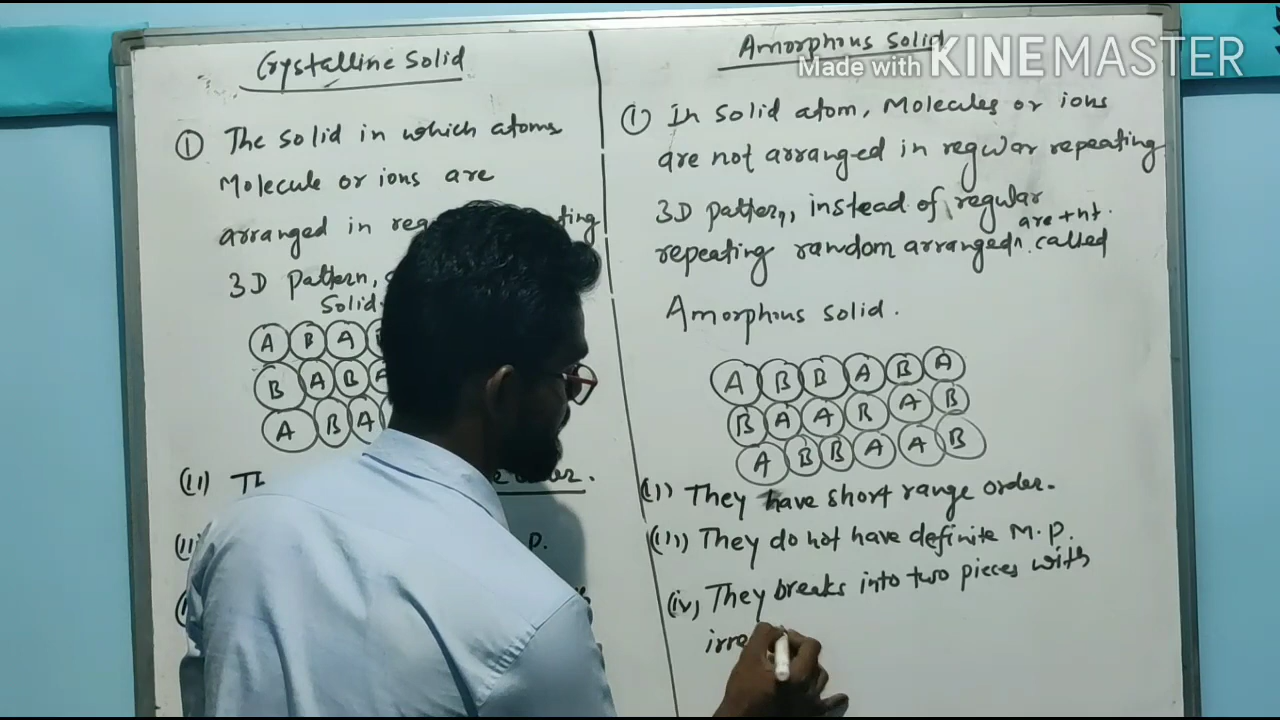 Crystalline Solid
① The solid in which atoms
Molecule or ions are
arranged in
3D pattern,
Solid.
A B A B
B A B A
A B A
(ii) Th
.
P.
Amorphous Solid
Made with KINEMASTER
① In solid atom, Molecules or ions
are not arranged in regular repeating
3D pattern, instead of regular
repeating random arranged are tht. called
Amorphous solid.
A B B A B A
B A A B A B
A B B A A B
(ii) They have short range order.
(iii) They do not have definite M.P.
(iv) They breaks into two pieces with
irre